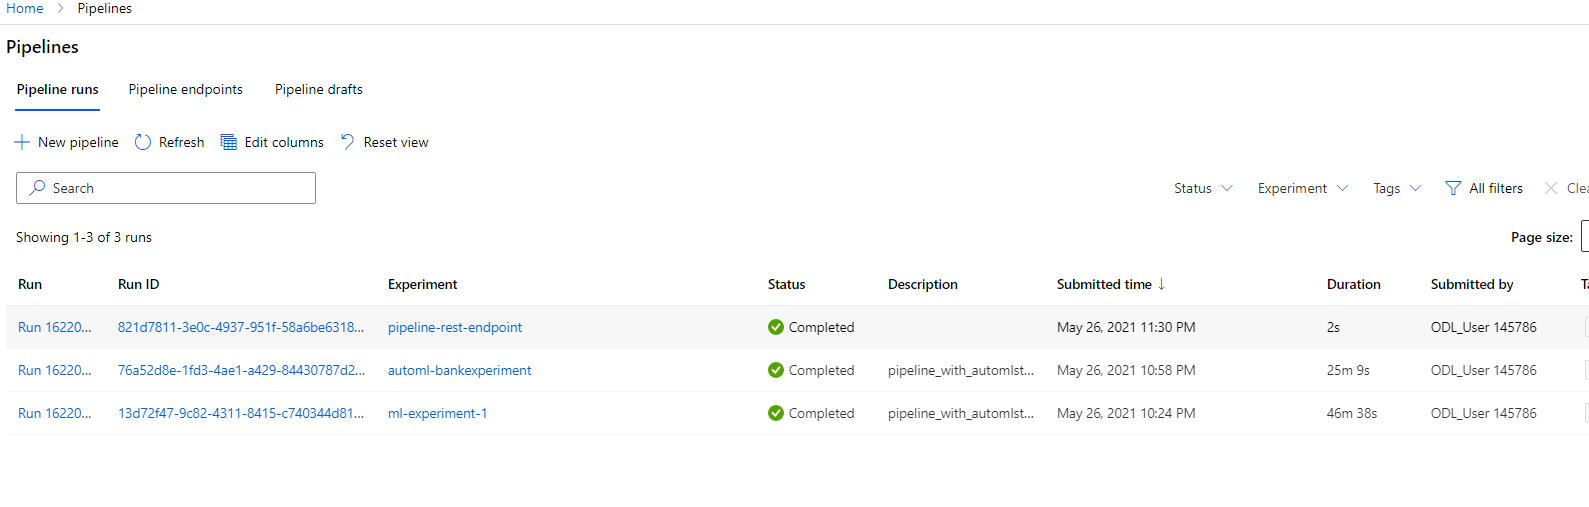 Home > Pipelines
Pipelines
Pipeline runs Pipeline endpoints Pipeline drafts
New pipeline Refresh Edit columns Reset view
Search Status Experiment Tags All filters Clea
Showing 1-3 of 3 runs Page size:
Run Run ID Experiment Status Description Submitted time ↓ Duration Submitted by
Run 16220... 821d7811-3e0c-4937-951f-58a6be6318... pipeline-rest-endpoint Completed May 26, 2021 11:30 PM 2s ODL_User 145786
Run 16220... 76a52d8e-1fd3-4ae1-a429-84430787d2... automl-bankexperiment Completed pipeline_with_automlst... May 26, 2021 10:58 PM 25m 9s ODL_User 145786
Run 16220... 13d72f47-9c82-4311-8415-c740344d81... ml-experiment-1 Completed pipeline_with_automlst... May 26, 2021 10:24 PM 46m 38s ODL_User 145786